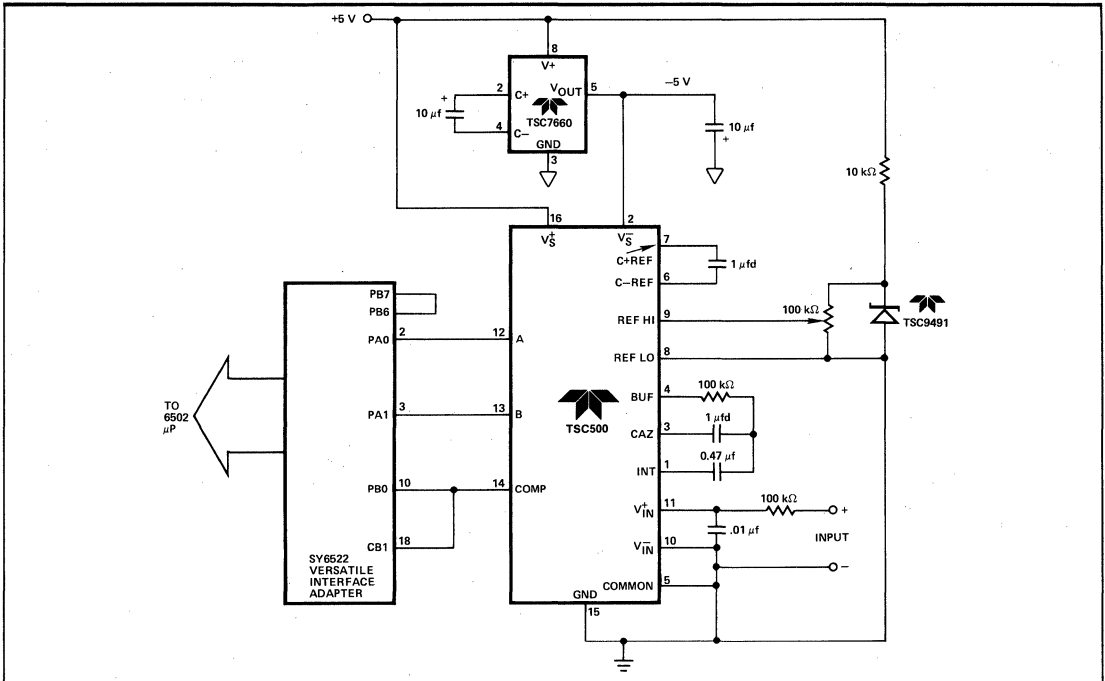 +5 V
8
V+
2
C+
VOUT
5
−5 V
+
10 μf
TSC7660
4
C−
GND
3
10 μf
+
10 kΩ
16
V+S
2
V−S
7
C+REF
1 μfd
C−REF
6
PB7
PB6
REF HI
9
100 kΩ
TSC9491
PA0
2
12
A
REF LO
8
BUF
4
100 kΩ
TO
6502
μP
TSC500
PA1
3
13
B
CAZ
3
1 μfd
INT
1
0.47 μf
PB0
10
14
COMP
V+IN
11
100 kΩ
+
.01 μf
INPUT
CB1
18
V−IN
10
−
SY6522
VERSATILE
INTERFACE
ADAPTER
COMMON
5
GND
15